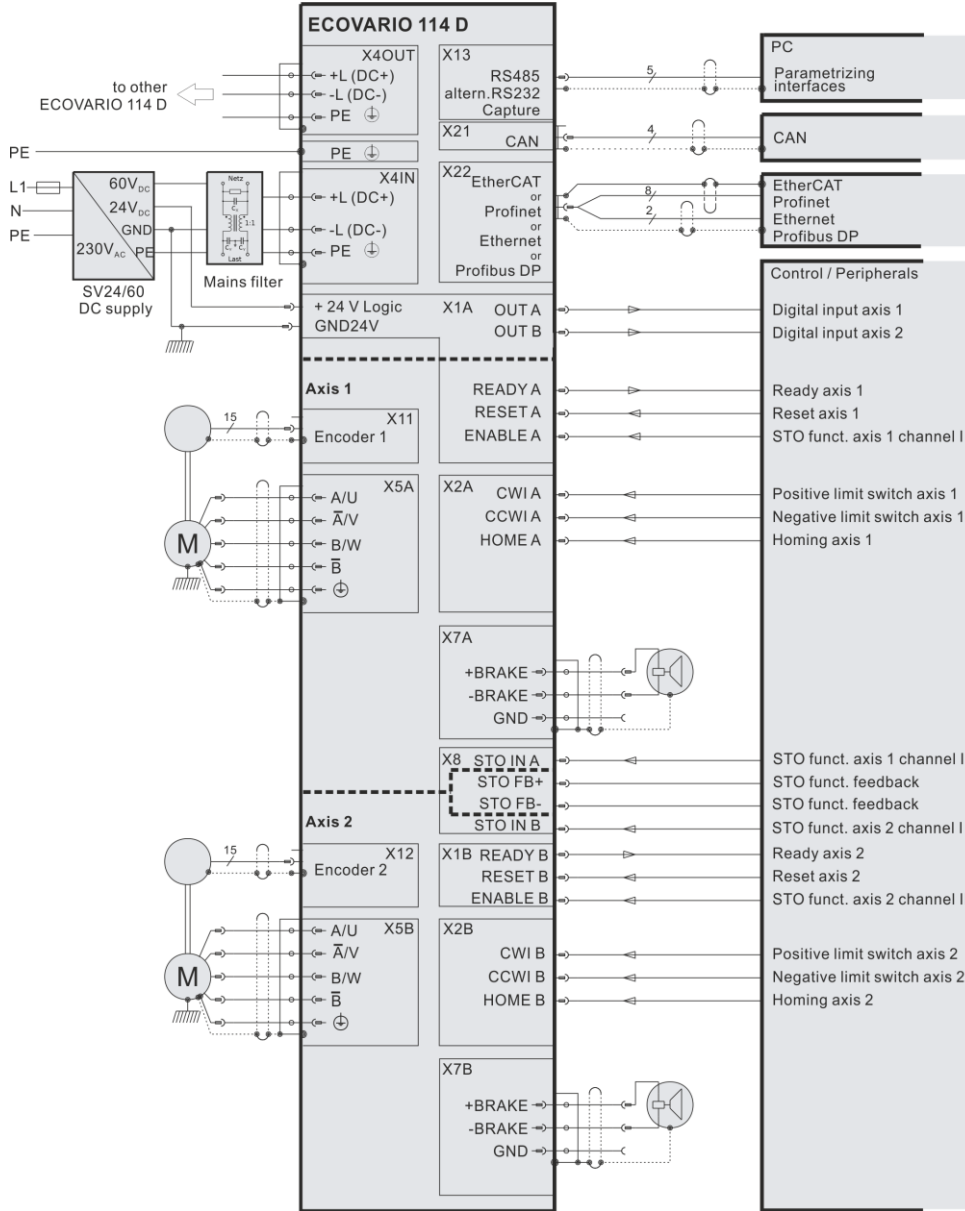 ECOVARIO 114 D
X4OUT
+L (DC+)
-L (DC-)
PE
to other
ECOVARIO 114 D
PE
PE
L1
N
PE
60V DC
24V DC
GND
PE
230V AC
SV24/60
DC supply
Netz
Cx
1:1
Cy Cy
Last
Mains filter
X4IN
+L (DC+)
-L (DC-)
PE
+ 24 V Logic
GND24V
X13
RS485
altern.RS232
Capture
X21
CAN
X22
EtherCAT
or
Profinet
or
Ethernet
or
Profibus DP
5
4
8
2
PC
Parametrizing
interfaces
CAN
EtherCAT
Profinet
Ethernet
Profibus DP
Control / Peripherals
X1A
OUT A
Digital input axis 1
OUT B
Digital input axis 2
READY A
Ready axis 1
RESET A
Reset axis 1
ENABLE A
STO funct. axis 1 channel I
Axis 1
15
X11
Encoder 1
X5A
A/U
A̅/V
B/W
B̅
M
X2A
CWI A
Positive limit switch axis 1
CCWI A
Negative limit switch axis 1
HOME A
Homing axis 1
X7A
+BRAKE
-BRAKE
GND
X8
STO IN A
STO funct. axis 1 channel I
STO FB+
STO funct. feedback
STO FB-
STO funct. feedback
STO IN B
STO funct. axis 2 channel I
Axis 2
15
X12
Encoder 2
X1B
READY B
Ready axis 2
RESET B
Reset axis 2
ENABLE B
STO funct. axis 2 channel I
X5B
A/U
A̅/V
B/W
B̅
M
X2B
CWI B
Positive limit switch axis 2
CCWI B
Negative limit switch axis 2
HOME B
Homing axis 2
X7B
+BRAKE
-BRAKE
GND